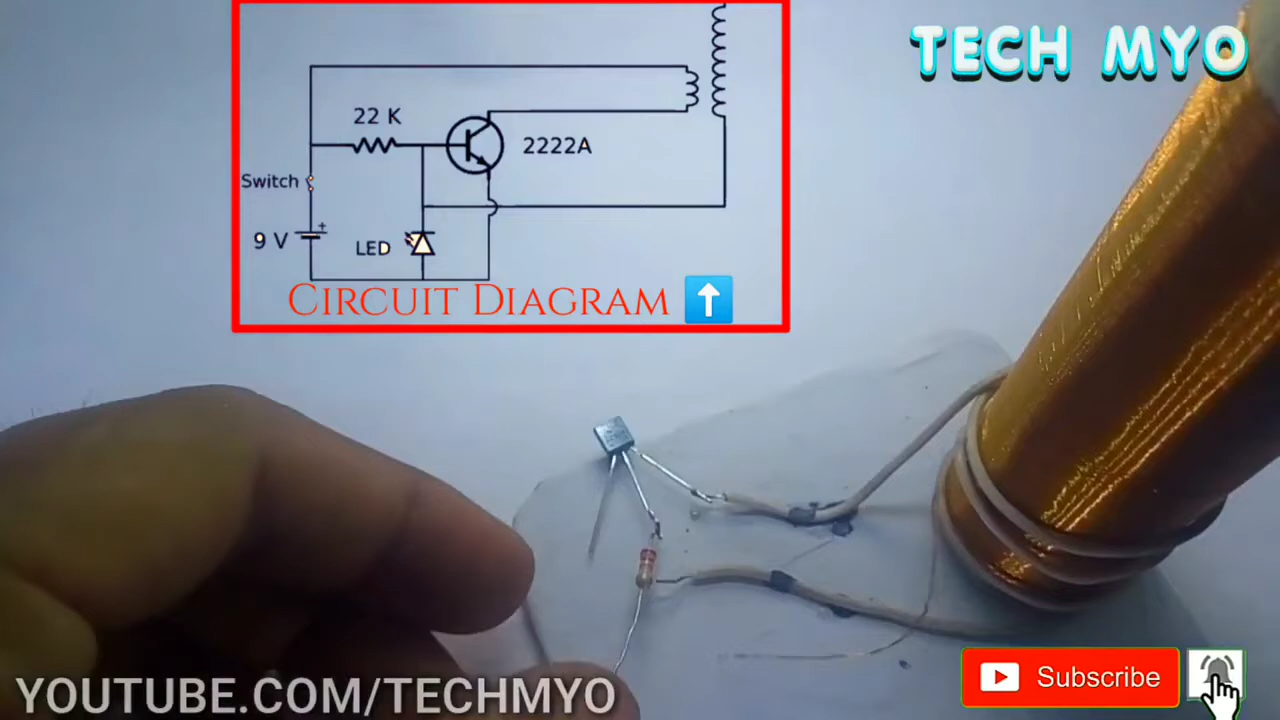 TECH MYO
22 K
2222A
Switch
+
9 V
LED
CIRCUIT DIAGRAM
Subscribe
YOUTUBE.COM/TECHMYO